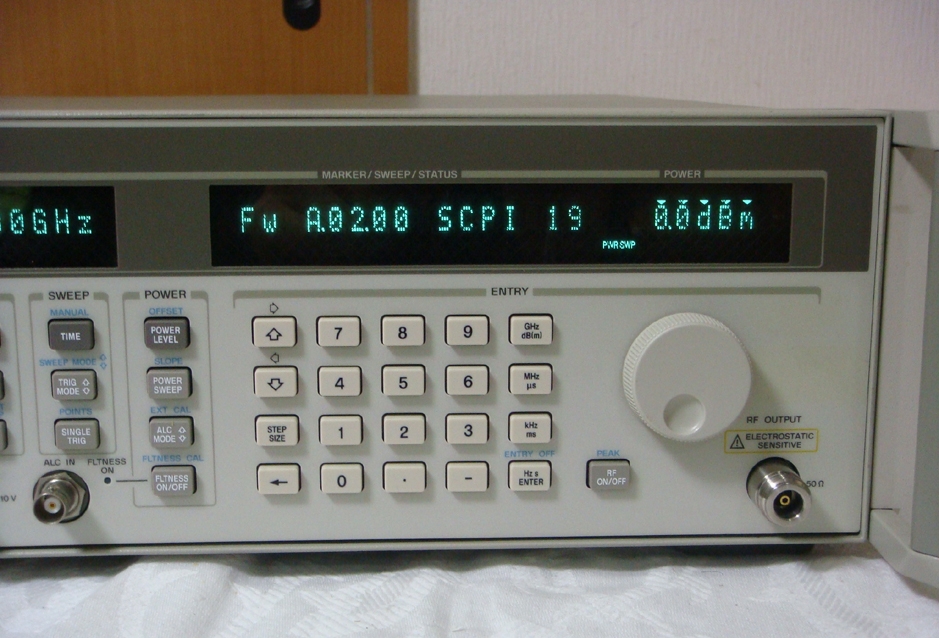 MARKER/SWEEP/STATUS
POWER
0GHz
Fw A.02.00 SCPI 19
0.0dBm
PWRSWP
SWEEP
POWER
ENTRY
MANUAL
OFFSET
TIME
POWER LEVEL
7
8
9
GHz
dB(m)
SWEEP MODE
SLOPE
TRIG
MODE
POWER
SWEEP
4
5
6
MHz
µs
POINTS
EXT CAL
SINGLE
TRIG
ALC
MODE
STEP
SIZE
1
2
3
kHz
ms
RF OUTPUT
ELECTROSTATIC
SENSITIVE
ALC IN
FLTNESS
ON
FLTNESS CAL
ENTRY OFF
PEAK
FLTNESS
ON/OFF
0
.
−
Hz s
ENTER
RF
ON/OFF
10 V
50 Ω